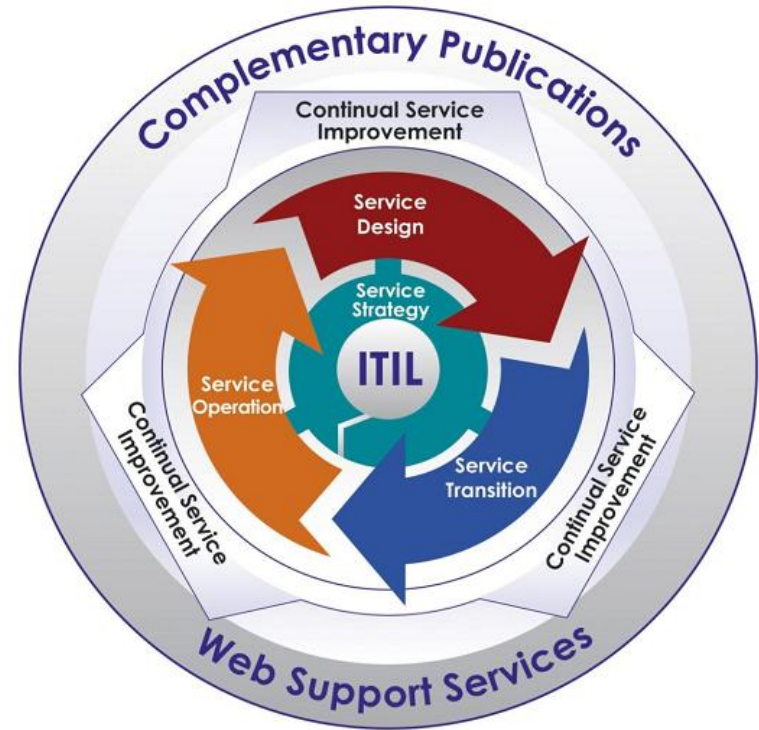 Complementary Publications
Continual Service
Improvement
Service
Design
Service
Strategy
ITIL
Service
Operation
Service
Transition
Continual Service
Improvement
Continual Service
Improvement
Web Support Services